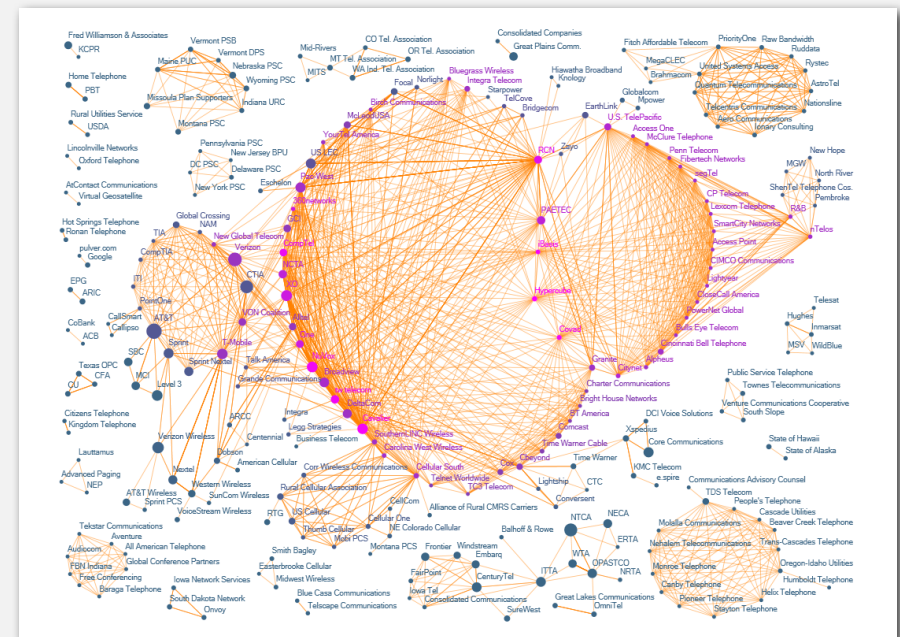 Fred Williamson & Associates
KCPR
Home Telephone
PBT
Rural Utilities Service
USDA
Lincolnville Networks
Oxford Telephone
AtContact Communications
Virtual Geosatellite
Hot Springs Telephone
Ronan Telephone
pulver.com
Google
EPG
ARIC
CoBank
ACB
Texas OPC
CFA
CU
Citizens Telephone
Kingdom Telephone
Lauttamus
Advanced Paging
NEP
Vermont PSB
Vermont DPS
Maine PUC
Nebraska PSC
Wyoming PSC
Missoula Plan Supporters
Indiana URC
Montana PSC
Pennsylvania PSC
New Jersey BPU
DC PSC
Delaware PSC
New York PSC
Mid-Rivers
MITS
CO Tel. Association
OR Tel. Association
MT Tel. Association
WA Ind. Tel. Association
Consolidated Companies
Great Plains Comm.
Fitch Affordable Telecom
MegaCLEC
Brahmacom
PriorityOne
Raw Bandwidth
Ruddata
United Systems Access
Rystec
Quantum Telecommunications
AstroTel
Telcentris Communications
Nationsline
Aero Communications
Ionary Consulting
Focal
Norlight
Bluegrass Wireless
Integra Telecom
Starpower
TelCove
Bridgecom
Hiawatha Broadband
Knology
Globalcom
Mpower
EarthLink
U.S. TelePacific
Access One
McClure Telephone
Penn Telecom
Fibertech Networks
segTel
CP Telecom
Lexcom Telephone
SmartCity Networks
Access Point
CIMCO Communications
Lightyear
CloseCall America
PowerNet Global
Bulls Eye Telecom
Cincinnati Bell Telephone
Alpheus
Citynet
Granite
Charter Communications
Bright House Networks
BT America
Comcast
Time Warner Cable
Cbeyond
Cox
TC3 Telecom
Telnet Worldwide
Cellular South
Carolina West Wireless
SouthernLINC Wireless
Cavalier
DeltaCom
tw telecom
Broadview
NuVox
One
Alltel
XO
NCTA
CompTel
GCI
360networks
Pac-West
US LEC
YourTel America
McLeodUSA
Birch Communications
Eschelon
RCN
Zayo
PAETEC
iBasis
Hypercube
Covad
New Hope
MGW
North River
ShenTel Telephone Cos.
Pembroke
R&B
nTelos
Global Crossing
NAM
TIA
New Global Telecom
CompTIA
Verizon
CTIA
ITI
PointOne
VON Coalition
CallSmart
Callipso
AT&T
Sprint
T-Mobile
SBC
Sprint Nextel
MCI
Level 3
Talk America
Grande Communications
ARCC
Integra
Legg Strategies
Business Telecom
Centennial
Verizon Wireless
Dobson
American Cellular
Nextel
Western Wireless
AT&T Wireless
SunCom Wireless
Sprint PCS
VoiceStream Wireless
Telesat
Hughes
Inmarsat
MSV
WildBlue
Public Service Telephone
Townes Telecommunications
Venture Communications Cooperative
South Slope
State of Hawaii
State of Alaska
DCI Voice Solutions
Xspedius
Core Communications
KMC Telecom
e.spire
Time Warner
Lightship
CTC
Conversent
Corr Wireless Communications
Rural Cellular Association
RTG
US Cellular
CellCom
Cellular One
Thumb Cellular
NE Colorado Cellular
Mobi PCS
Montana PCS
Alliance of Rural CMRS Carriers
Balhoff & Rowe
NTCA
NECA
ERTA
WTA
OPASTCO
ITTA
NRTA
Frontier
Windstream
Embarq
FairPoint
CenturyTel
Iowa Tel
Consolidated Communications
SureWest
Great Lakes Communications
OmniTel
Communications Advisory Counsel
TDS Telecom
People's Telephone
Cascade Utilities
Molalla Communications
Beaver Creek Telephone
Nehalem Telecommunications
Trans-Cascades Telephone
Monroe Telephone
Oregon-Idaho Utilities
Canby Telephone
Humboldt Telephone
Pioneer Telephone
Helix Telephone
Stayton Telephone
Tekstar Communications
Aventure
Audiocom
All American Telephone
FBN Indiana
Global Conference Partners
Free Conferencing
Baraga Telephone
Iowa Network Services
South Dakota Network
Onvoy
Smith Bagley
Easterbrooke Cellular
Midwest Wireless
Blue Casa Communications
Telscape Communications